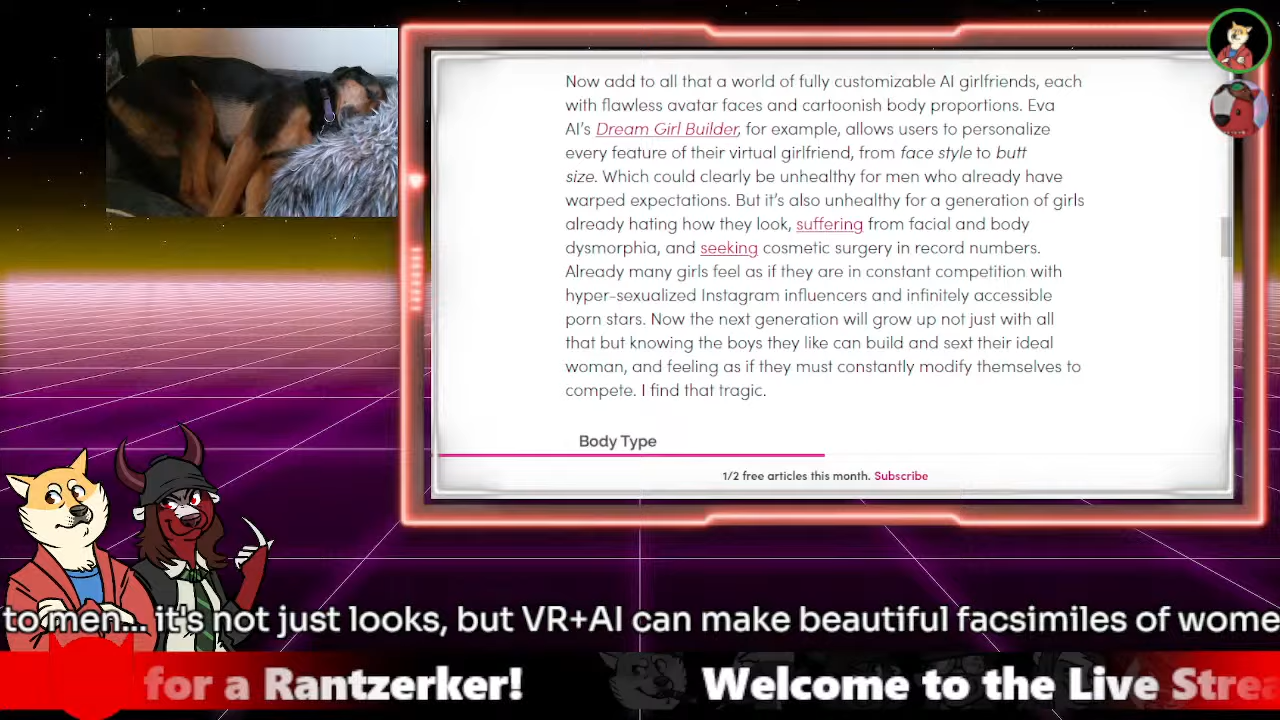 Now add to all that a world of fully customizable AI girlfriends, each
with flawless avatar faces and cartoonish body proportions. Eva
AI’s Dream Girl Builder, for example, allows users to personalize
every feature of their virtual girlfriend, from face style to butt
size. Which could clearly be unhealthy for men who already have
warped expectations. But it’s also unhealthy for a generation of girls
already hating how they look, suffering from facial and body
dysmorphia, and seeking cosmetic surgery in record numbers.
Already many girls feel as if they are in constant competition with
hyper-sexualized Instagram influencers and infinitely accessible
porn stars. Now the next generation will grow up not just with all
that but knowing the boys they like can build and sext their ideal
woman, and feeling as if they must constantly modify themselves to
compete. I find that tragic.
Body Type
1/2 free articles this month. Subscribe
to men... it's not just looks, but VR+AI can make beautiful facsimiles of wome
for a Rantzerker! Welcome to the Live Strea